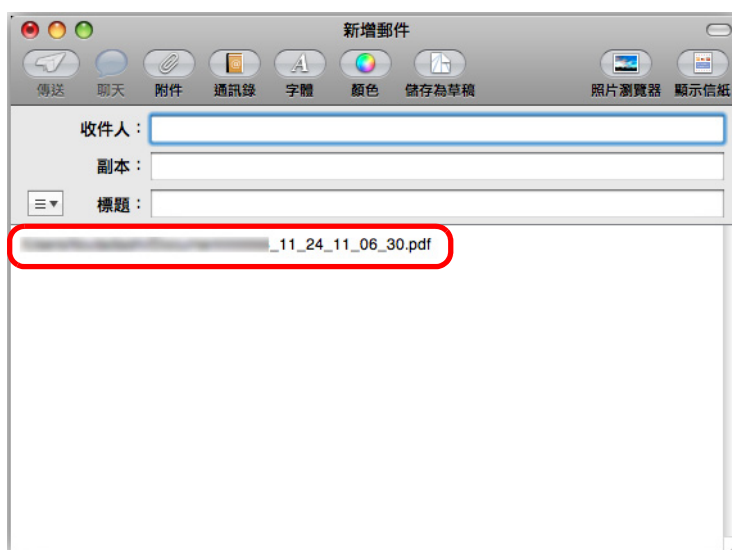 新增郵件
傳送 聊天 附件 通訊錄 字體 顏色 儲存為草稿 照片瀏覽器 顯示信紙
收件人：
副本：
標題：
_11_24_11_06_30.pdf